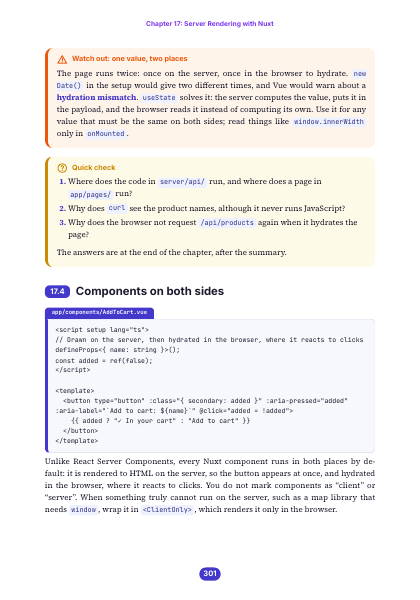 Chapter 17: Server Rendering with Nuxt
Watch out: one value, two places
The page runs twice: once on the server, once in the browser to hydrate. new
Date() in the setup would give two different times, and Vue would warn about a
hydration mismatch. useState solves it: the server computes the value, puts it in
the payload, and the browser reads it instead of computing its own. Use it for any
value that must be the same on both sides; read things like window.innerWidth
only in onMounted.
Quick check
1. Where does the code in server/api/ run, and where does a page in
app/pages/ run?
2. Why does curl see the product names, although it never runs JavaScript?
3. Why does the browser not request /api/products again when it hydrates the
page?
The answers are at the end of the chapter, after the summary.
17.4 Components on both sides
app/components/AddToCart.vue
<script setup lang="ts">
// Drawn on the server, then hydrated in the browser, where it reacts to clicks
defineProps<{ name: string }>();
const added = ref(false);
</script>
<template>
<button type="button" :class="{ secondary: added }" :aria-pressed="added"
:aria-label="`Add to cart: ${name}`" @click="added = !added">
{{ added ? "✓ In your cart" : "Add to cart" }}
</button>
</template>
Unlike React Server Components, every Nuxt component runs in both places by de-
fault: it is rendered to HTML on the server, so the button appears at once, and hydrated
in the browser, where it reacts to clicks. You do not mark components as “client” or
“server”. When something truly cannot run on the server, such as a map library that
needs window, wrap it in <ClientOnly>, which renders it only in the browser.
301